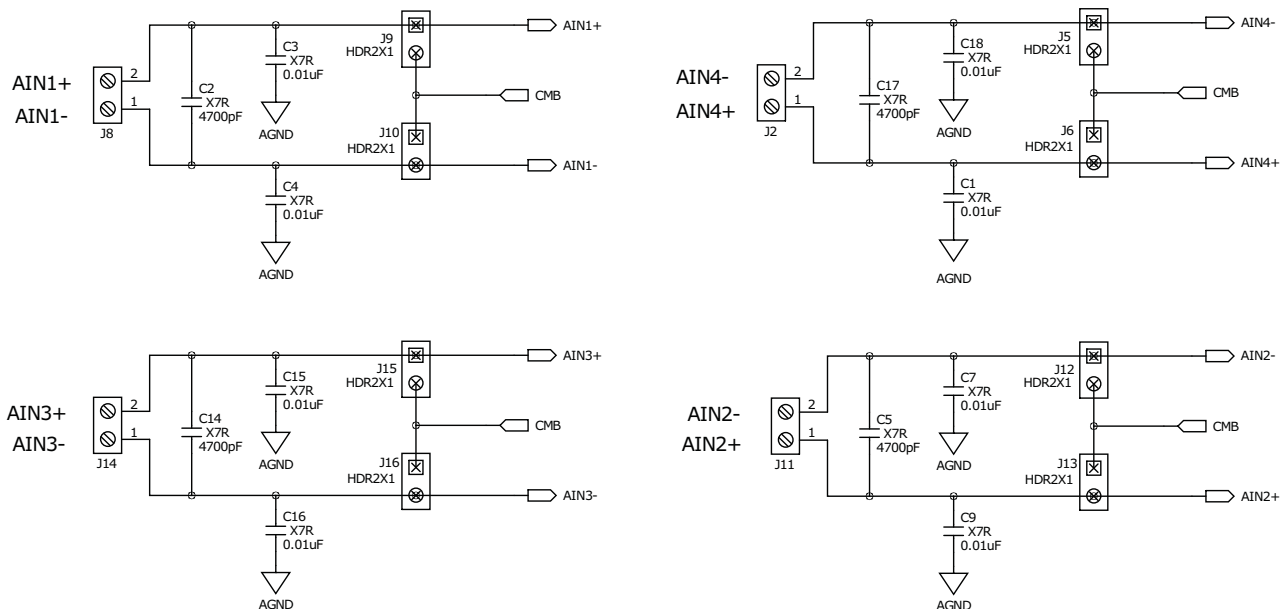 AIN1+
AIN1-
2
1
J8
C2
X7R
4700pF
C3
X7R
0.01uF
AGND
C4
X7R
0.01uF
AGND
J9
HDR2X1
J10
HDR2X1
AIN1+
CMB
AIN1-
AIN4-
AIN4+
2
1
J2
C17
X7R
4700pF
C18
X7R
0.01uF
AGND
C1
X7R
0.01uF
AGND
J5
HDR2X1
J6
HDR2X1
AIN4-
CMB
AIN4+
AIN3+
AIN3-
2
1
J14
C14
X7R
4700pF
C15
X7R
0.01uF
AGND
C16
X7R
0.01uF
AGND
J15
HDR2X1
J16
HDR2X1
AIN3+
CMB
AIN3-
AIN2-
AIN2+
2
1
J11
C5
X7R
4700pF
C7
X7R
0.01uF
AGND
C9
X7R
0.01uF
AGND
J12
HDR2X1
J13
HDR2X1
AIN2-
CMB
AIN2+